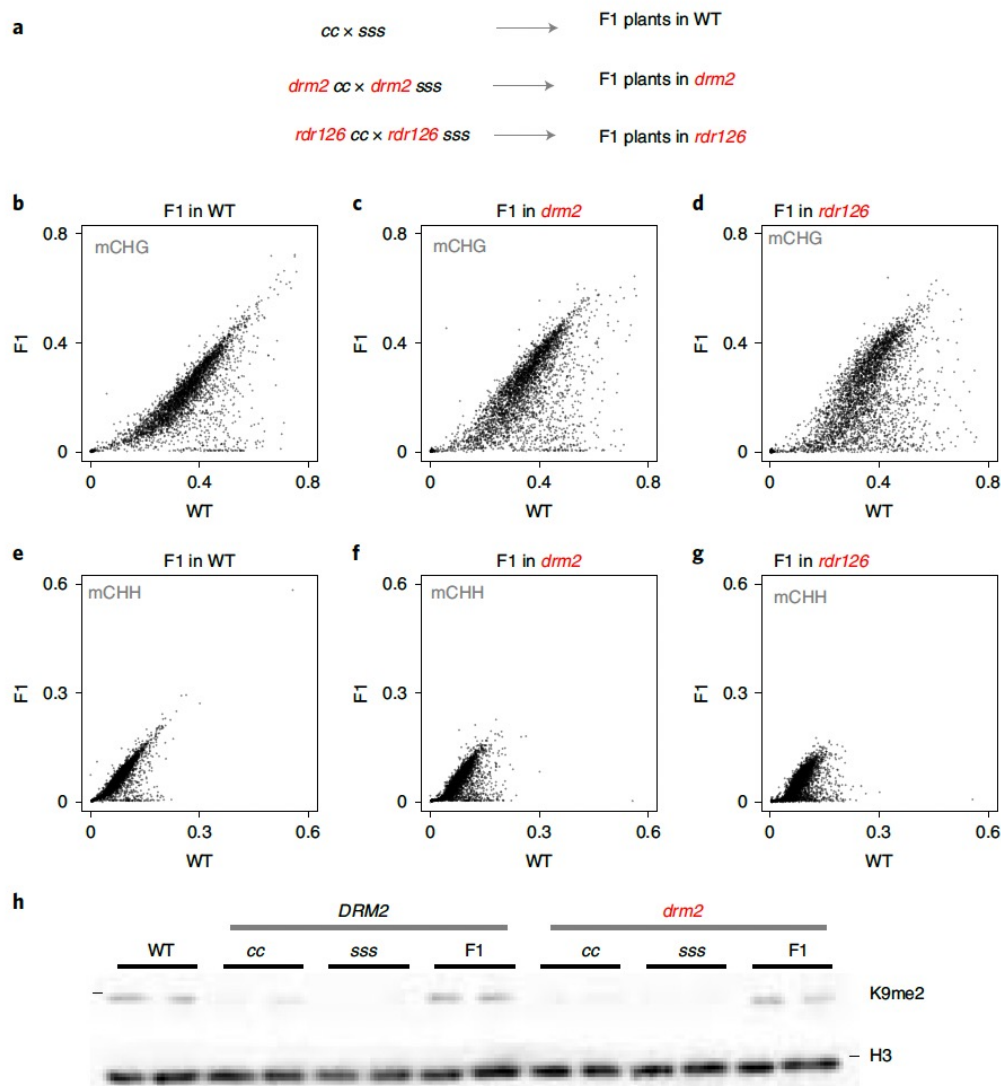 a
cc × sss F1 plants in WT
drm2 cc × drm2 sss F1 plants in drm2
rdr126 cc × rdr126 sss F1 plants in rdr126
b F1 in WT
c F1 in drm2
d F1 in rdr126
0.8 mCHG
0.8 mCHG
0.8 mCHG
F1 0.4
F1 0.4
F1 0.4
0
0
0
0 0.4 0.8
0 0.4 0.8
0 0.4 0.8
WT
WT
WT
e F1 in WT
f F1 in drm2
g F1 in rdr126
0.6 mCHH
0.6 mCHH
0.6 mCHH
F1 0.3
F1 0.3
F1 0.3
0
0
0
0 0.3 0.6
0 0.3 0.6
0 0.3 0.6
WT
WT
WT
h
DRM2 drm2
WT cc sss F1 cc sss F1
K9me2
H3